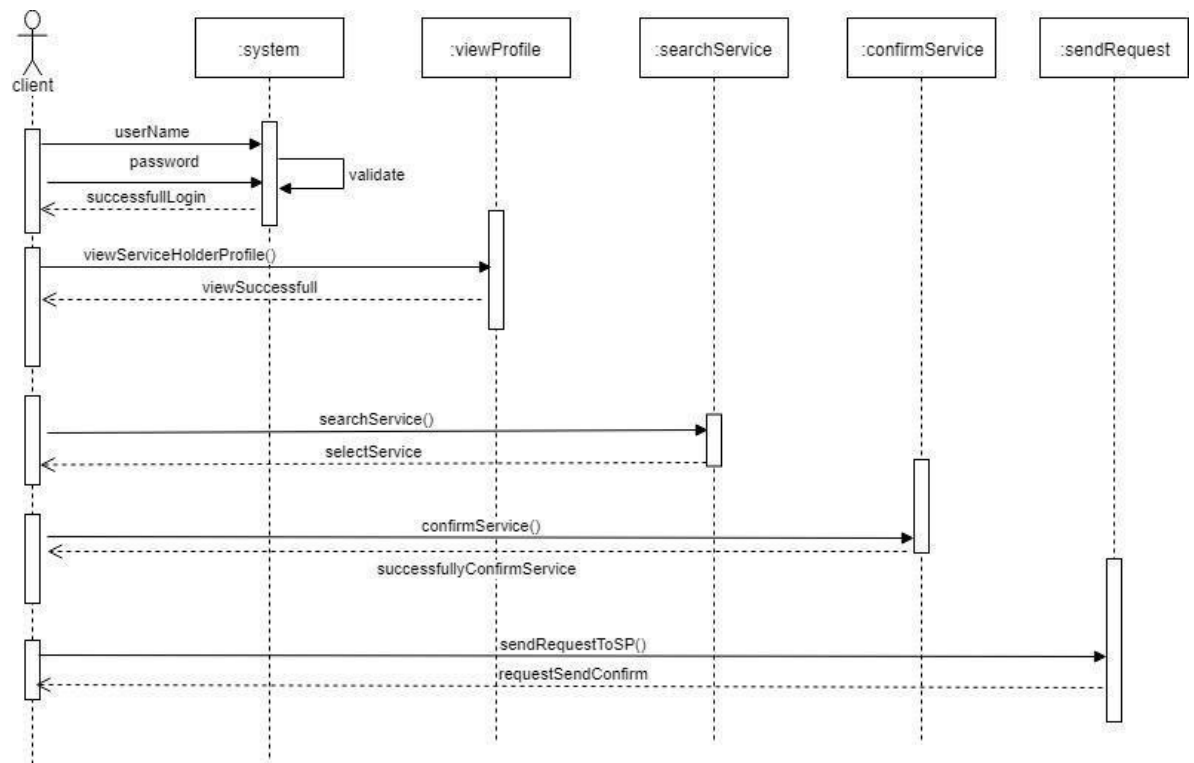 :system
:viewProfile
:searchService
:confirmService
:sendRequest
client
userName
password
validate
successfullLogin
viewServiceHolderProfile()
viewSuccessfull
searchService()
selectService
confirmService()
successfullyConfirmService
sendRequestToSP()
requestSendConfirm